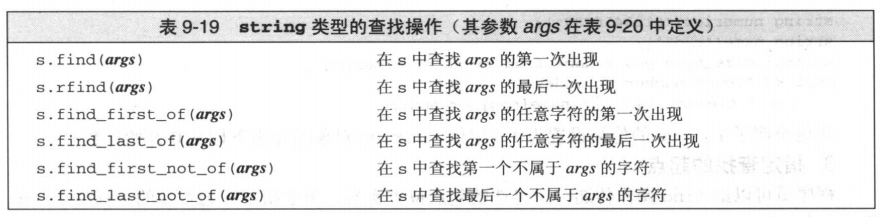 表 9-19 string 类型的查找操作（其参数 args 在表 9-20 中定义）
s.find(args) 在 s 中查找 args 的第一次出现
s.rfind(args) 在 s 中查找 args 的最后一次出现
s.find_first_of(args) 在 s 中查找 args 的任意字符的第一次出现
s.find_last_of(args) 在 s 中查找 args 的任意字符的最后一次出现
s.find_first_not_of(args) 在 s 中查找第一个不属于 args 的字符
s.find_last_not_of(args) 在 s 中查找最后一个不属于 args 的字符